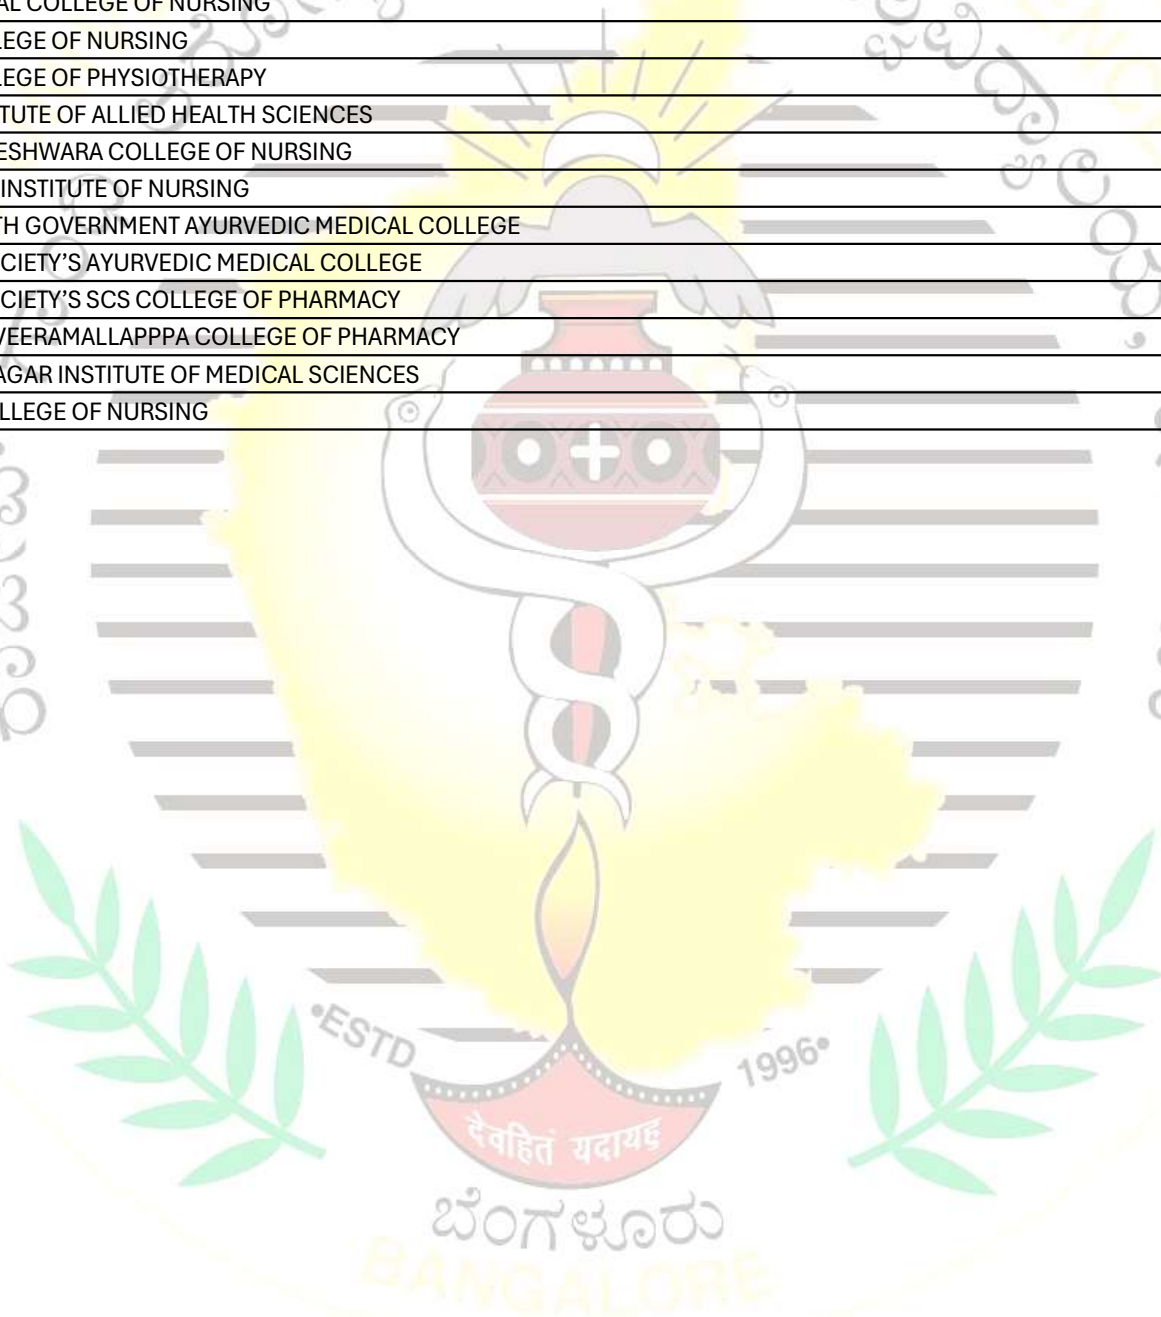 AL COLLEGE OF NURSING
LEGE OF NURSING
LEGE OF PHYSIOTHERAPY
TUTE OF ALLIED HEALTH SCIENCES
ESHWARA COLLEGE OF NURSING
INSTITUTE OF NURSING
TH GOVERNMENT AYURVEDIC MEDICAL COLLEGE
CIETY’S AYURVEDIC MEDICAL COLLEGE
CIETY’S SCS COLLEGE OF PHARMACY
VEERAMALLAPPPA COLLEGE OF PHARMACY
AGAR INSTITUTE OF MEDICAL SCIENCES
LLEGE OF NURSING
•ESTD 1996•
देवहितं यदायहु
ಬೆಂಗಳೂರು
BANGALORE